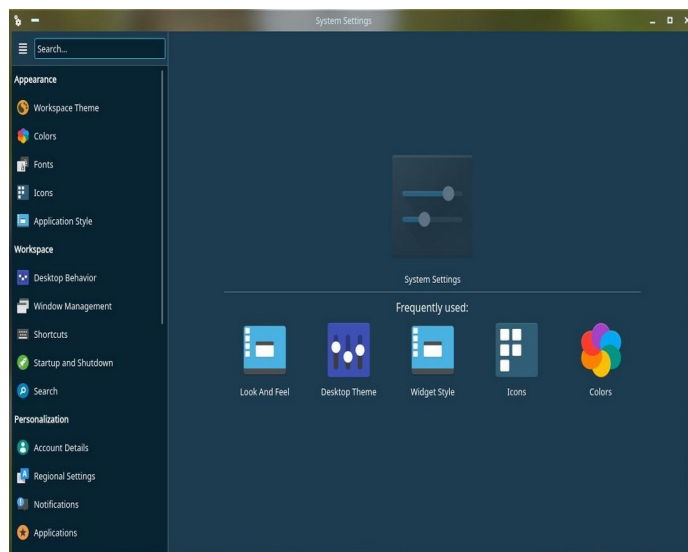 System Settings
Search...
Appearance
Workspace Theme
Colors
Fonts
Icons
Application Style
Workspace
Desktop Behavior
Window Management
Shortcuts
Startup and Shutdown
Search
Personalization
Account Details
Regional Settings
Notifications
Applications
System Settings
Frequently used:
Look And Feel
Desktop Theme
Widget Style
Icons
Colors